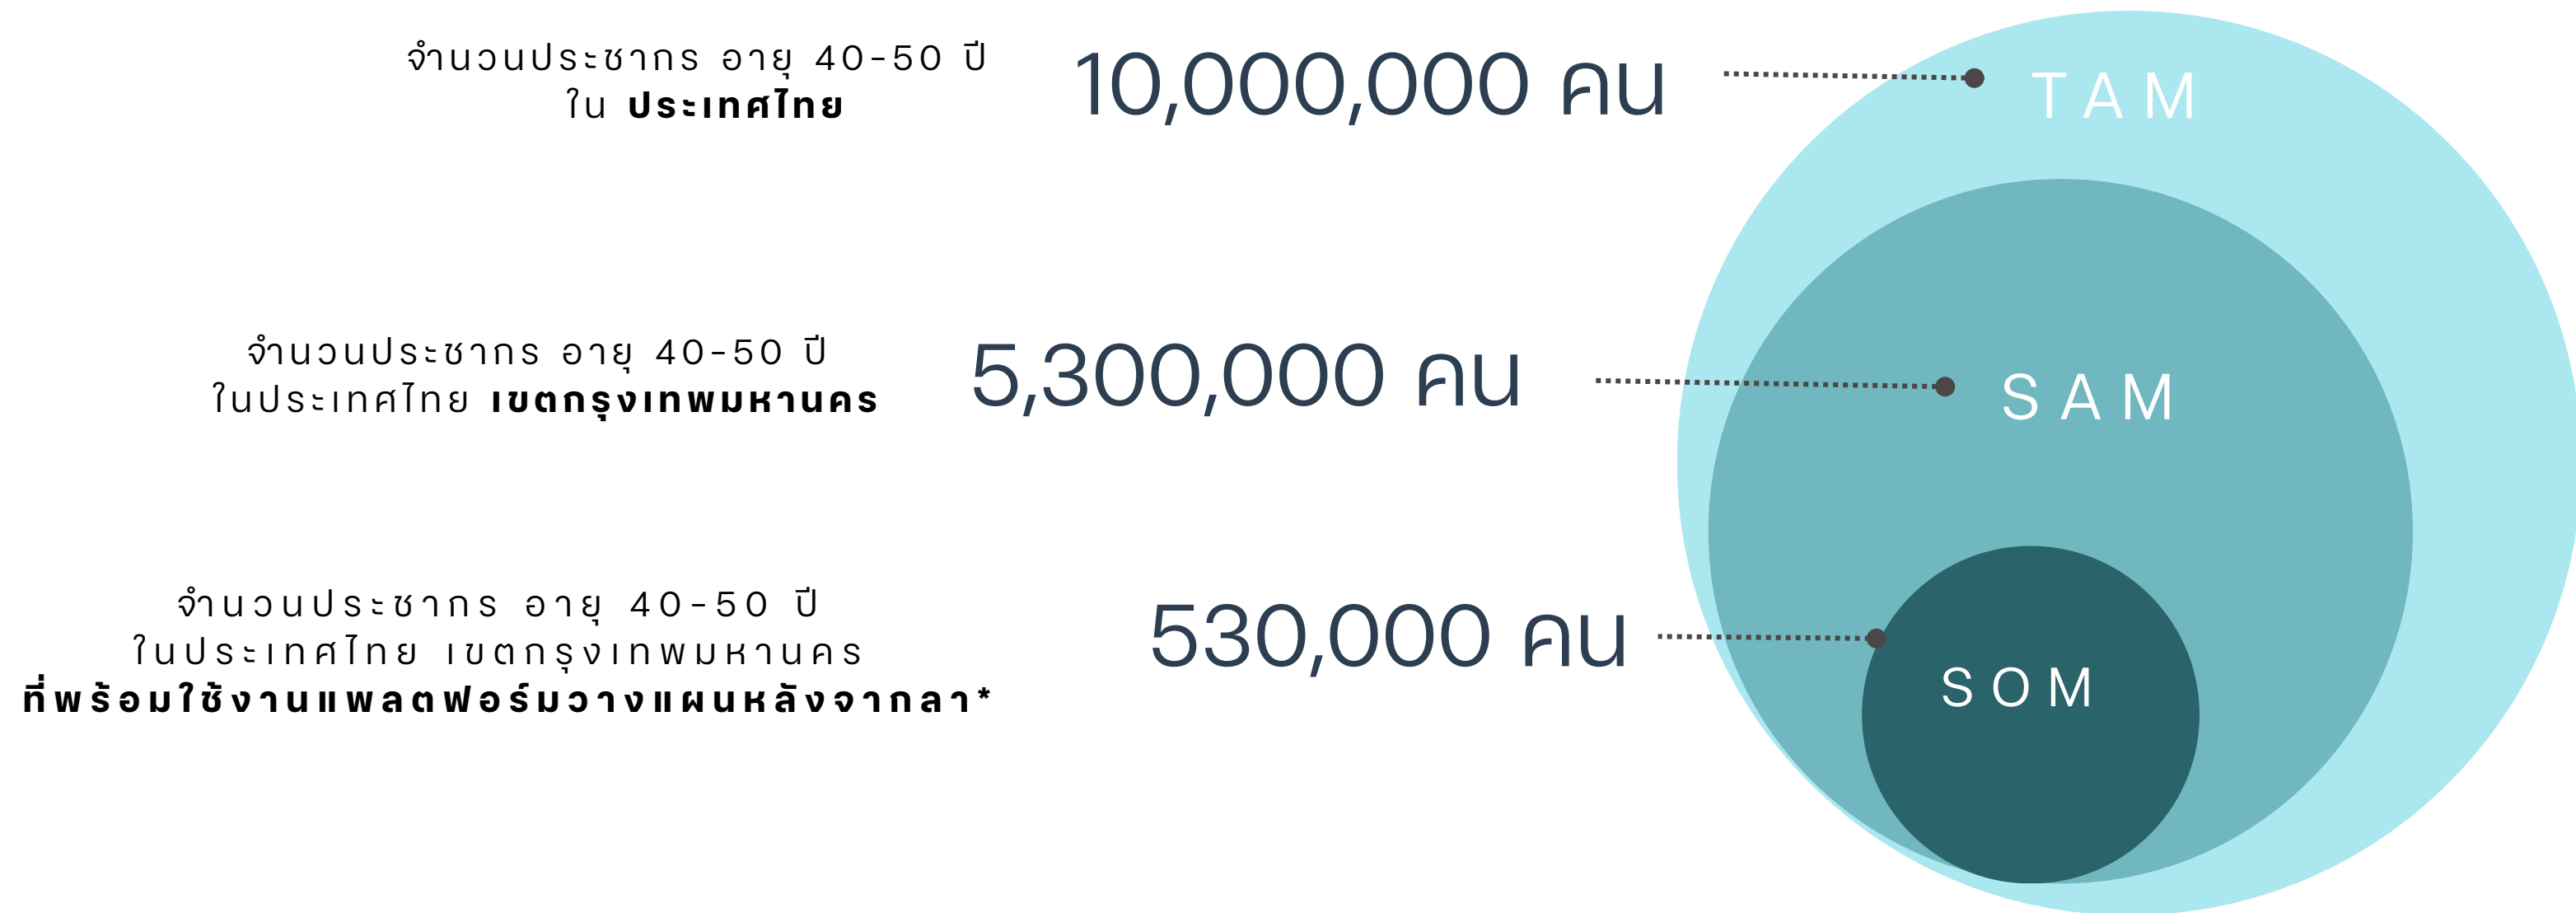 จำนวนประชากร อายุ 40-50 ปี
ใน ประเทศไทย
10,000,000 คน
TAM
จำนวนประชากร อายุ 40-50 ปี
ในประเทศไทย เขตกรุงเทพมหานคร
5,300,000 คน
SAM
จำนวนประชากร อายุ 40-50 ปี
ในประเทศไทย เขตกรุงเทพมหานคร
ที่พร้อมใช้งานแพลตฟอร์มวางแผนหลังจากลา*
530,000 คน
SOM